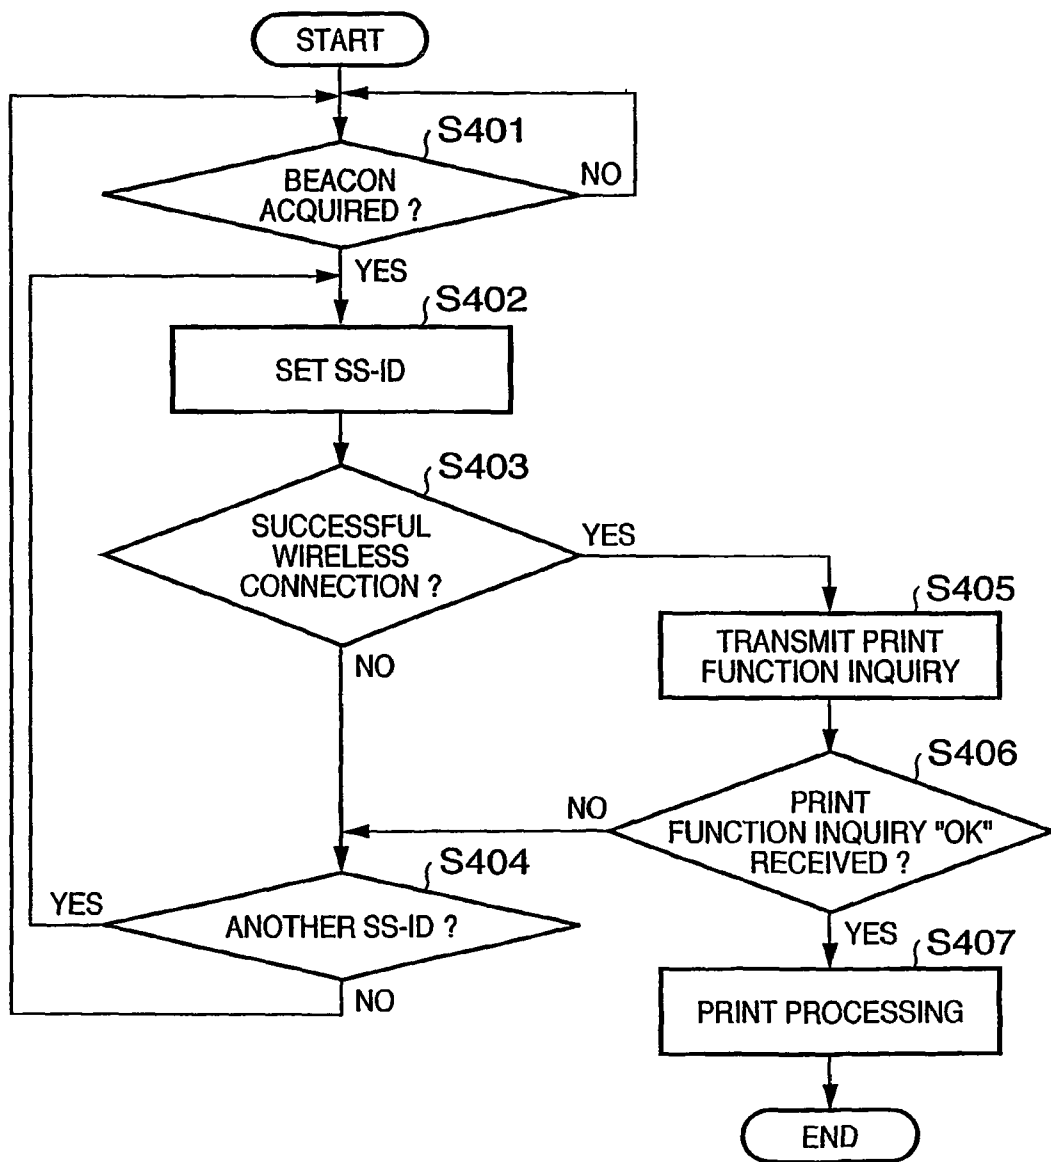 START
S401
BEACON
ACQUIRED ?
NO
YES
S402
SET SS-ID
S403
SUCCESSFUL
WIRELESS
CONNECTION ?
YES
NO
S405
TRANSMIT PRINT
FUNCTION INQUIRY
S406
PRINT
FUNCTION INQUIRY "OK"
RECEIVED ?
NO
YES
S404
ANOTHER SS-ID ?
YES
NO
S407
PRINT PROCESSING
END